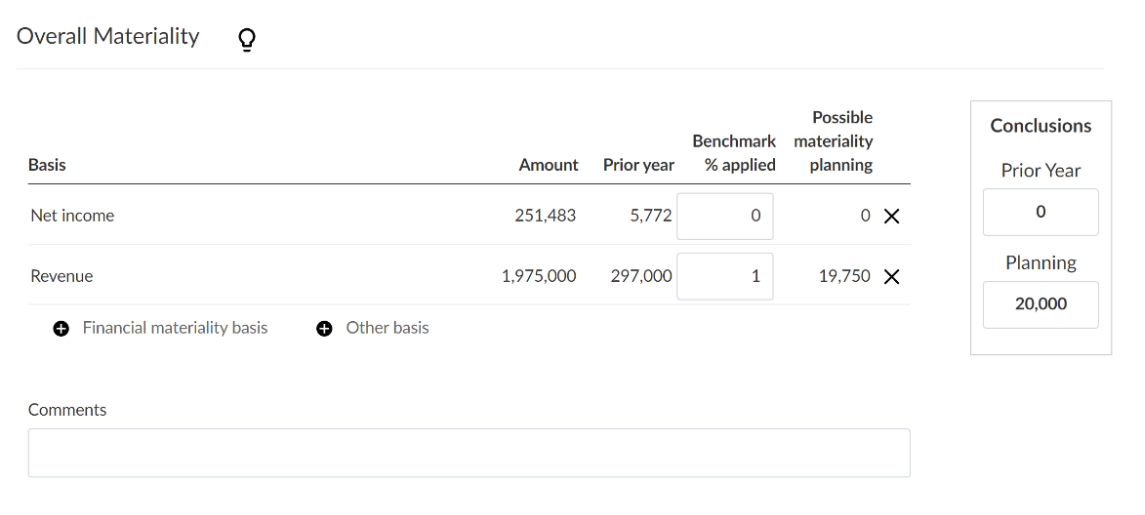 Overall Materiality
Basis Amount Prior year Benchmark % applied Possible materiality planning
Net income 251,483 5,772 0 0
Revenue 1,975,000 297,000 1 19,750
Financial materiality basis Other basis
Comments
Conclusions
Prior Year
0
Planning
20,000